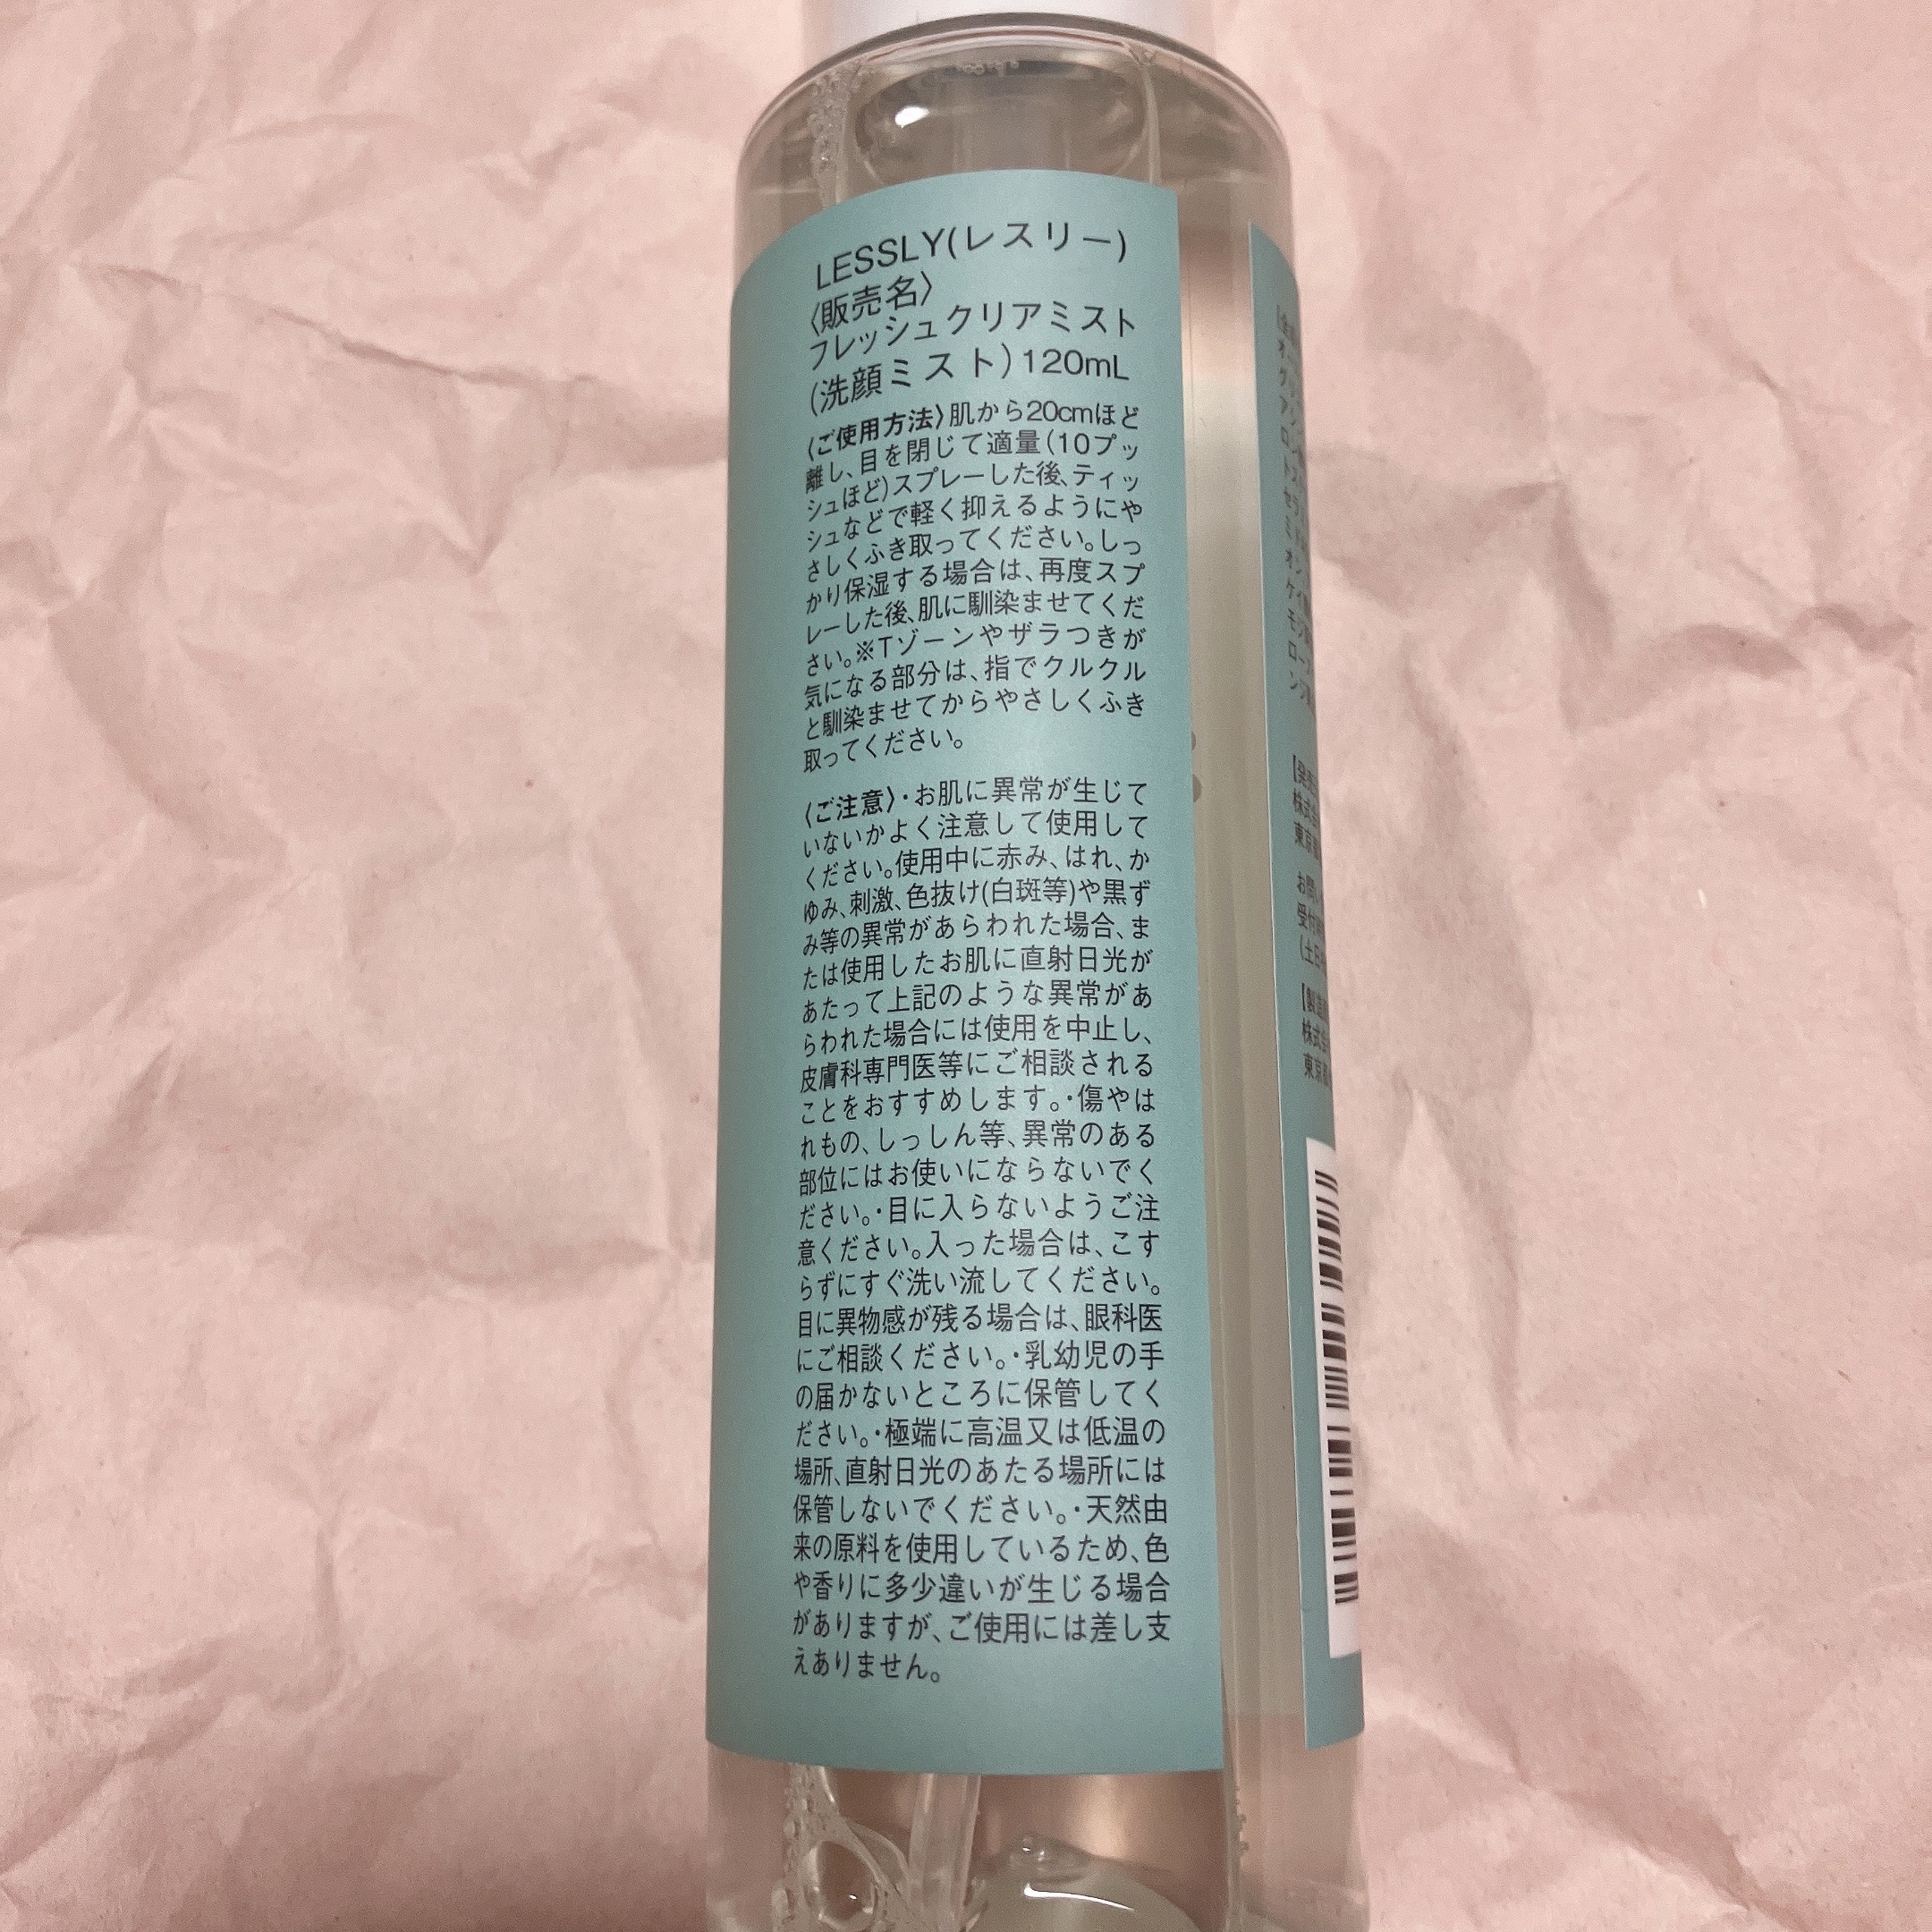 LESSLY(レスリー)
〈販売名〉
フレッシュクリアミスト
(洗顔ミスト)120mL
〈ご使用方法〉肌から20cmほど
離し、目を閉じて適量(10プッ
シュほど)スプレーした後、ティッ
シュなどで軽く抑えるようにや
さしくふき取ってください。しっ
かり保湿する場合は、再度スプ
レーした後、肌に馴染ませてくだ
さい。※Tゾーンやザラつきが
気になる部分は、指でクルクル
と馴染ませてからやさしくふき
取ってください。
〈ご注意〉・お肌に異常が生じて
いないかよく注意して使用して
ください。使用中に赤み、はれ、か
ゆみ、刺激、色抜け(白斑等)や黒ず
み等の異常があらわれた場合、ま
たは使用したお肌に直射日光が
あたって上記のような異常があ
らわれた場合には使用を中止し、
皮膚科専門医等にご相談される
ことをおすすめします。・傷やは
れもの、しっしん等、異常のある
部位にはお使いにならないでく
ださい。・目に入らないようご注
意ください。入った場合は、こす
らずにすぐ洗い流してください。
目に異物感が残る場合は、眼科医
にご相談ください。・乳幼児の手
の届かないところに保管してく
ださい。・極端に高温又は低温の
場所、直射日光のあたる場所には
保管しないでください。・天然由
来の原料を使用しているため、色
や香りに多少違いが生じる場合
がありますが、ご使用には差し支
えありません。
株式会
東京都
お問い
受付時
(土日
株式会
東京都